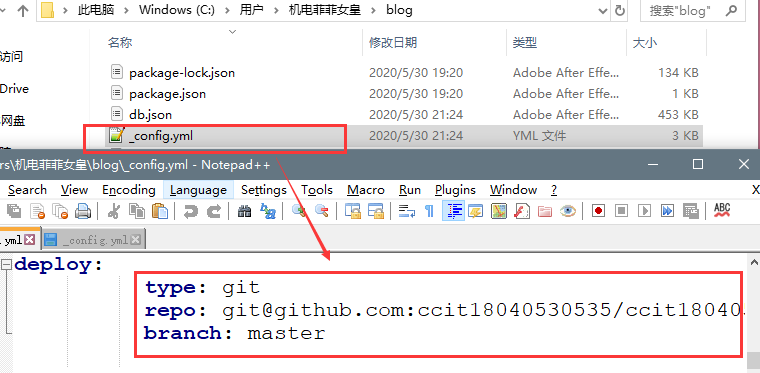 此电脑 > Windows (C:) > 用户 > 机电菲菲女皇 > blog 搜索"blog"
名称 修改日期 类型 大小
访问
package-lock.json 2020/5/30 19:20 Adobe After Effe... 134 KB
Drive
package.json 2020/5/30 19:20 Adobe After Effe... 1 KB
网盘
db.json 2020/5/30 21:24 Adobe After Effe... 453 KB
_config.yml 2020/5/30 21:24 YML 文件 3 KB
rs\机电菲菲女皇\blog\_config.yml - Notepad++
Search View Encoding Language Settings Tools Macro Run Plugins Window ? X
ABC
.yml _config.yml
deploy:
type: git
repo: git@github.com:ccit18040530535/ccit180405
branch: master